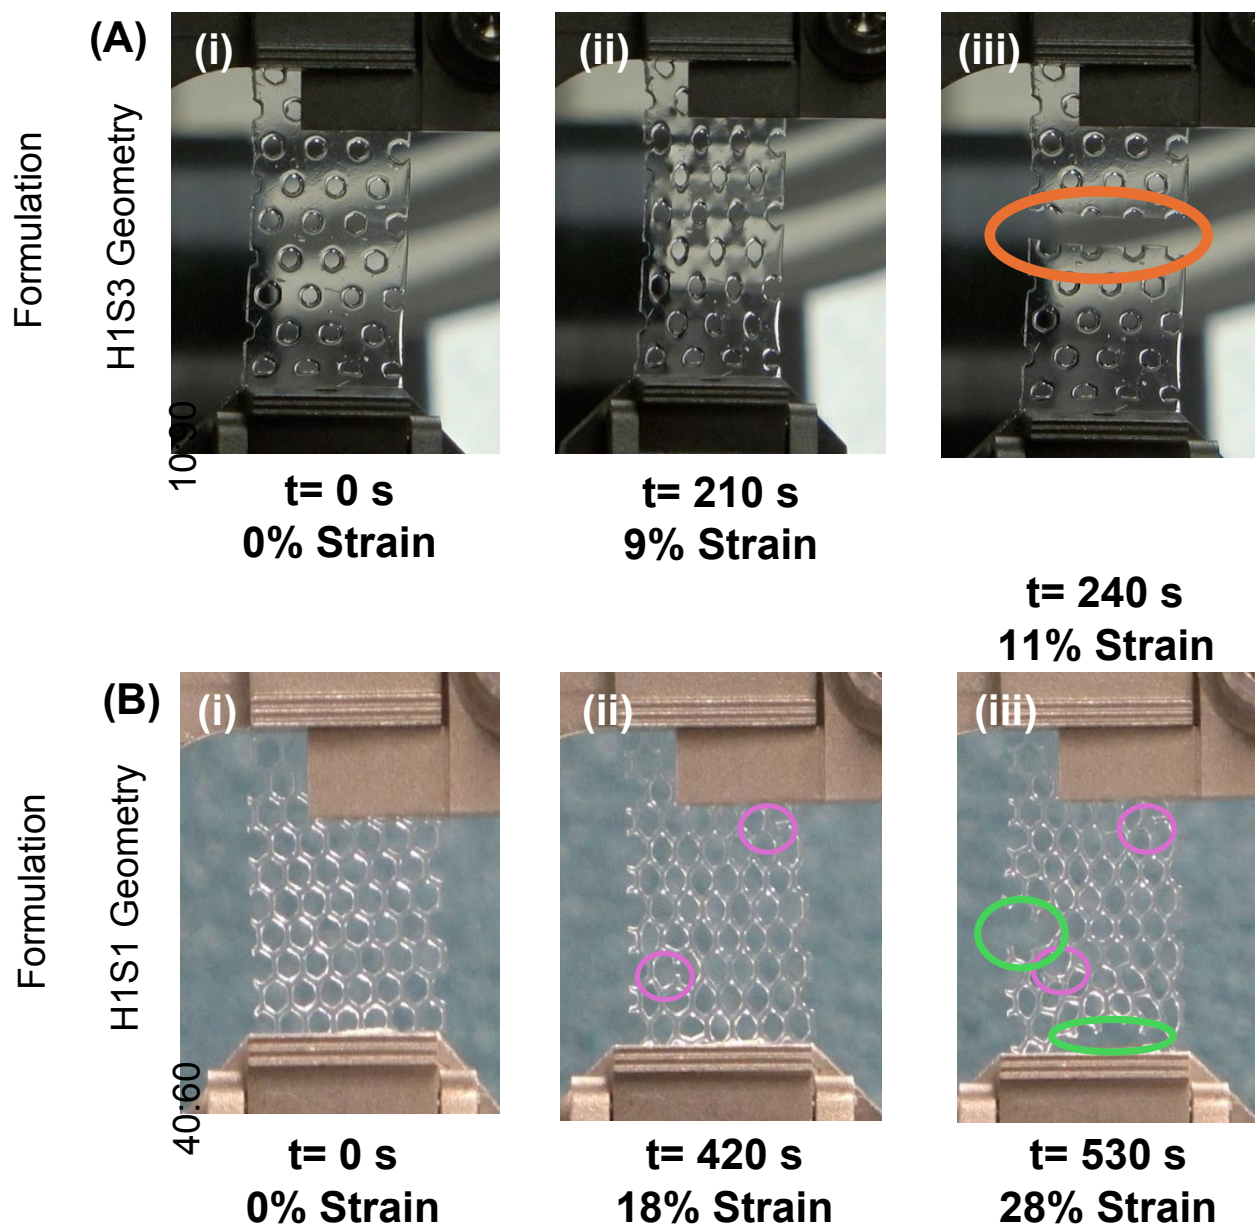 (A)
Formulation
10:90
H1S3 Geometry
(i)
(ii)
(iii)
t= 0 s
0% Strain
t= 210 s
9% Strain
t= 240 s
11% Strain
(B)
Formulation
40:60
H1S1 Geometry
(i)
(ii)
(iii)
t= 0 s
0% Strain
t= 420 s
18% Strain
t= 530 s
28% Strain